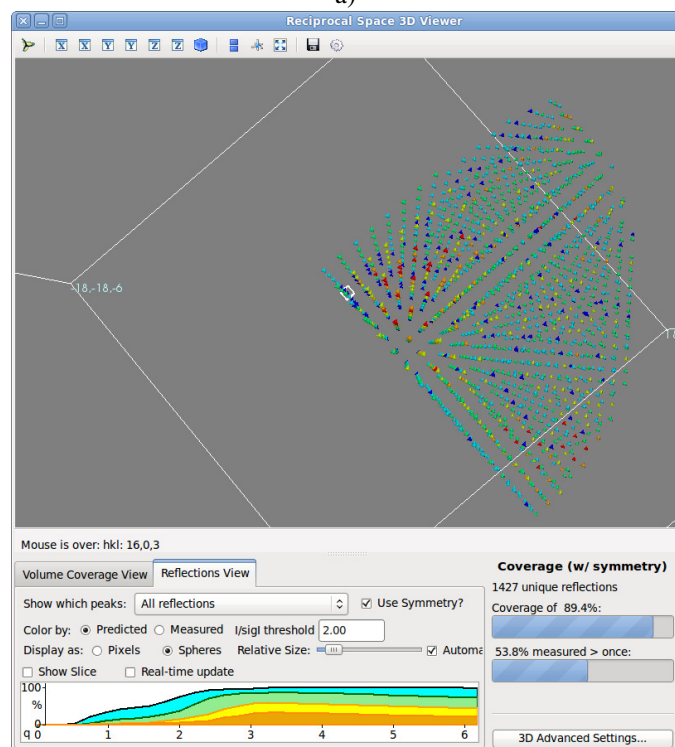 a)
Reciprocal Space 3D Viewer
X X Y Y Z Z
-18,-18,-6
Mouse is over: hkl: 16,0,3
Volume Coverage View Reflections View
Show which peaks: All reflections Use Symmetry?
Color by: Predicted Measured I/sigI threshold 2.00
Display as: Pixels Spheres Relative Size: Automa
Show Slice Real-time update
100
%
q 0 1 2 3 4 5 6
Coverage (w/ symmetry)
1427 unique reflections
Coverage of 89.4%:
53.8% measured > once:
3D Advanced Settings...